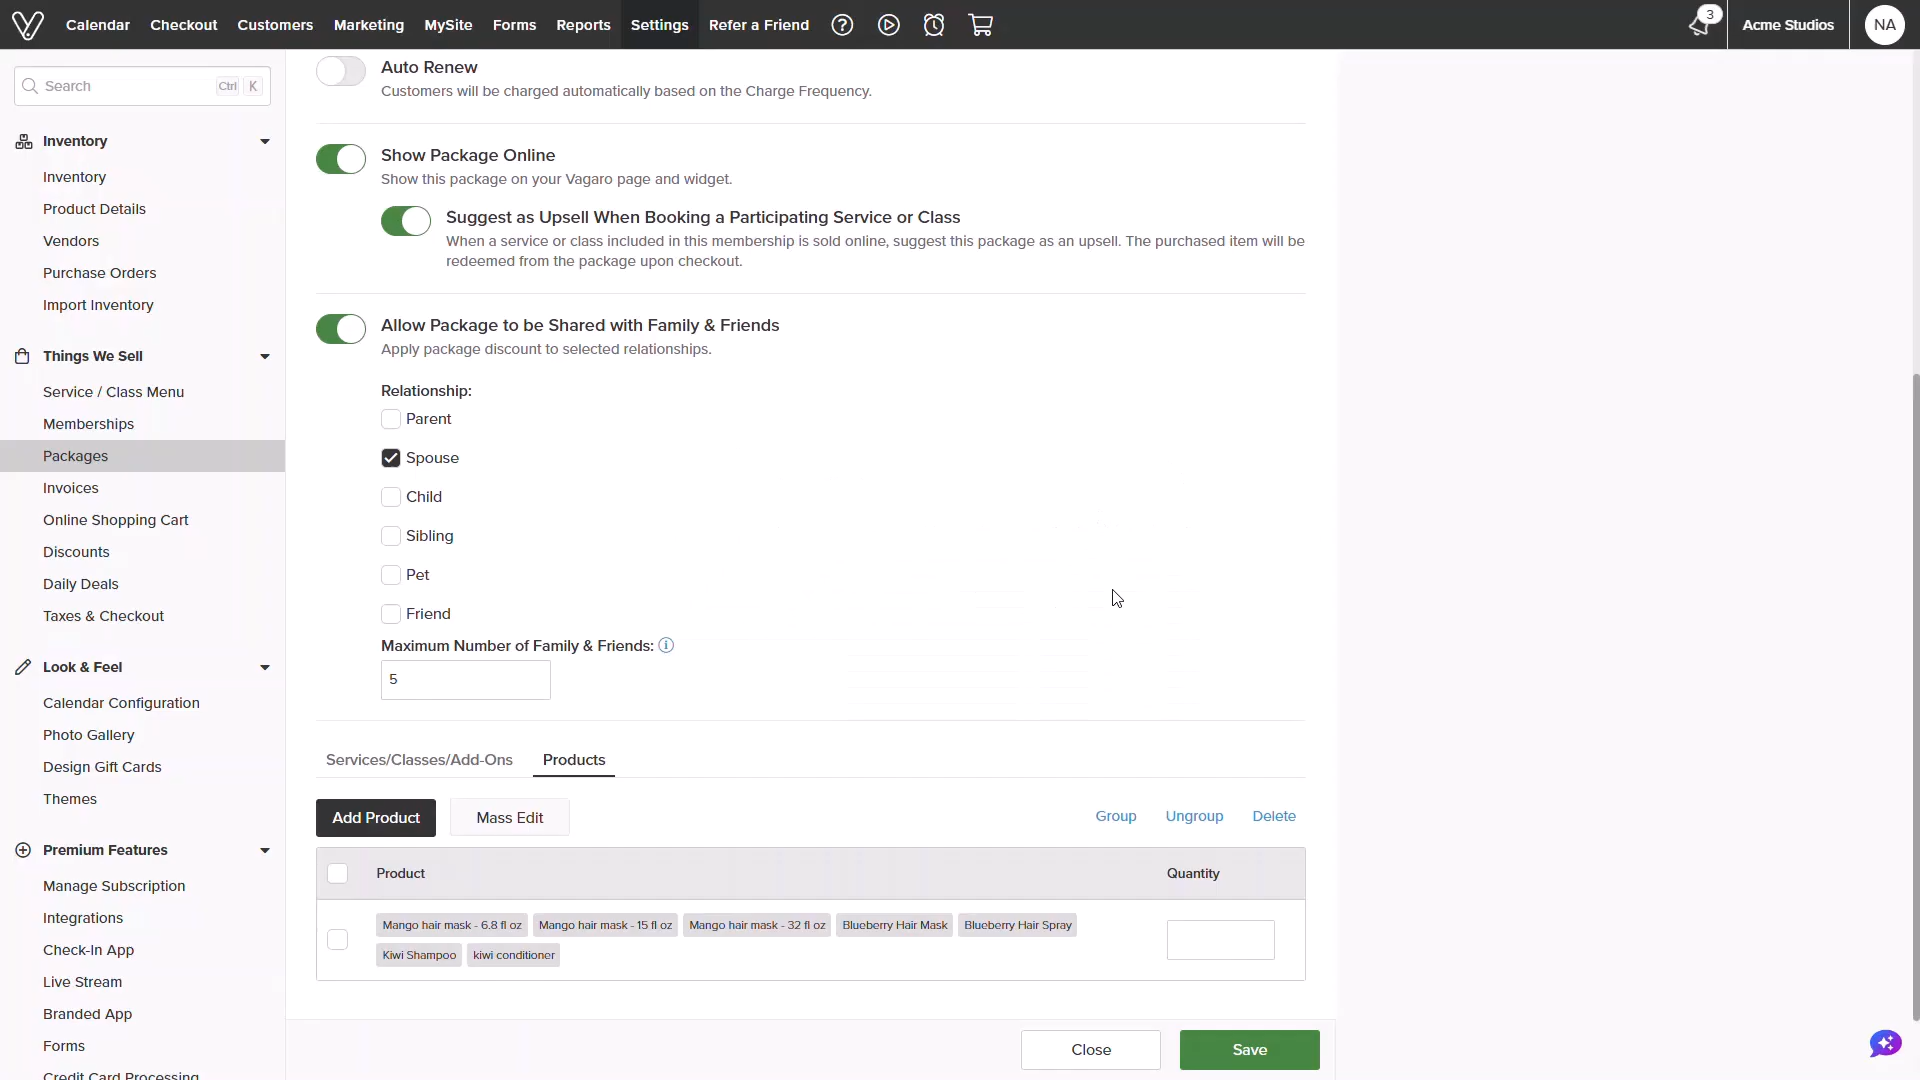 Calendar Checkout Customers Marketing MySite Forms Reports Settings Refer a Friend 3 Acme Studios NA
Search Ctrl K
Inventory
Inventory
Product Details
Vendors
Purchase Orders
Import Inventory
Things We Sell
Service / Class Menu
Memberships
Packages
Invoices
Online Shopping Cart
Discounts
Daily Deals
Taxes & Checkout
Look & Feel
Calendar Configuration
Photo Gallery
Design Gift Cards
Themes
Premium Features
Manage Subscription
Integrations
Check-In App
Live Stream
Branded App
Forms
Credit Card Processing
Auto Renew
Customers will be charged automatically based on the Charge Frequency.
Show Package Online
Show this package on your Vagaro page and widget.
Suggest as Upsell When Booking a Participating Service or Class
When a service or class included in this membership is sold online, suggest this package as an upsell. The purchased item will be
redeemed from the package upon checkout.
Allow Package to be Shared with Family & Friends
Apply package discount to selected relationships.
Relationship:
Parent
Spouse
Child
Sibling
Pet
Friend
Maximum Number of Family & Friends:
5
Services/Classes/Add-Ons Products
Add Product Mass Edit Group Ungroup Delete
Product Quantity
Mango hair mask - 6.8 fl oz Mango hair mask - 15 fl oz Mango hair mask - 32 fl oz Blueberry Hair Mask Blueberry Hair Spray
Kiwi Shampoo kiwi conditioner
Close Save